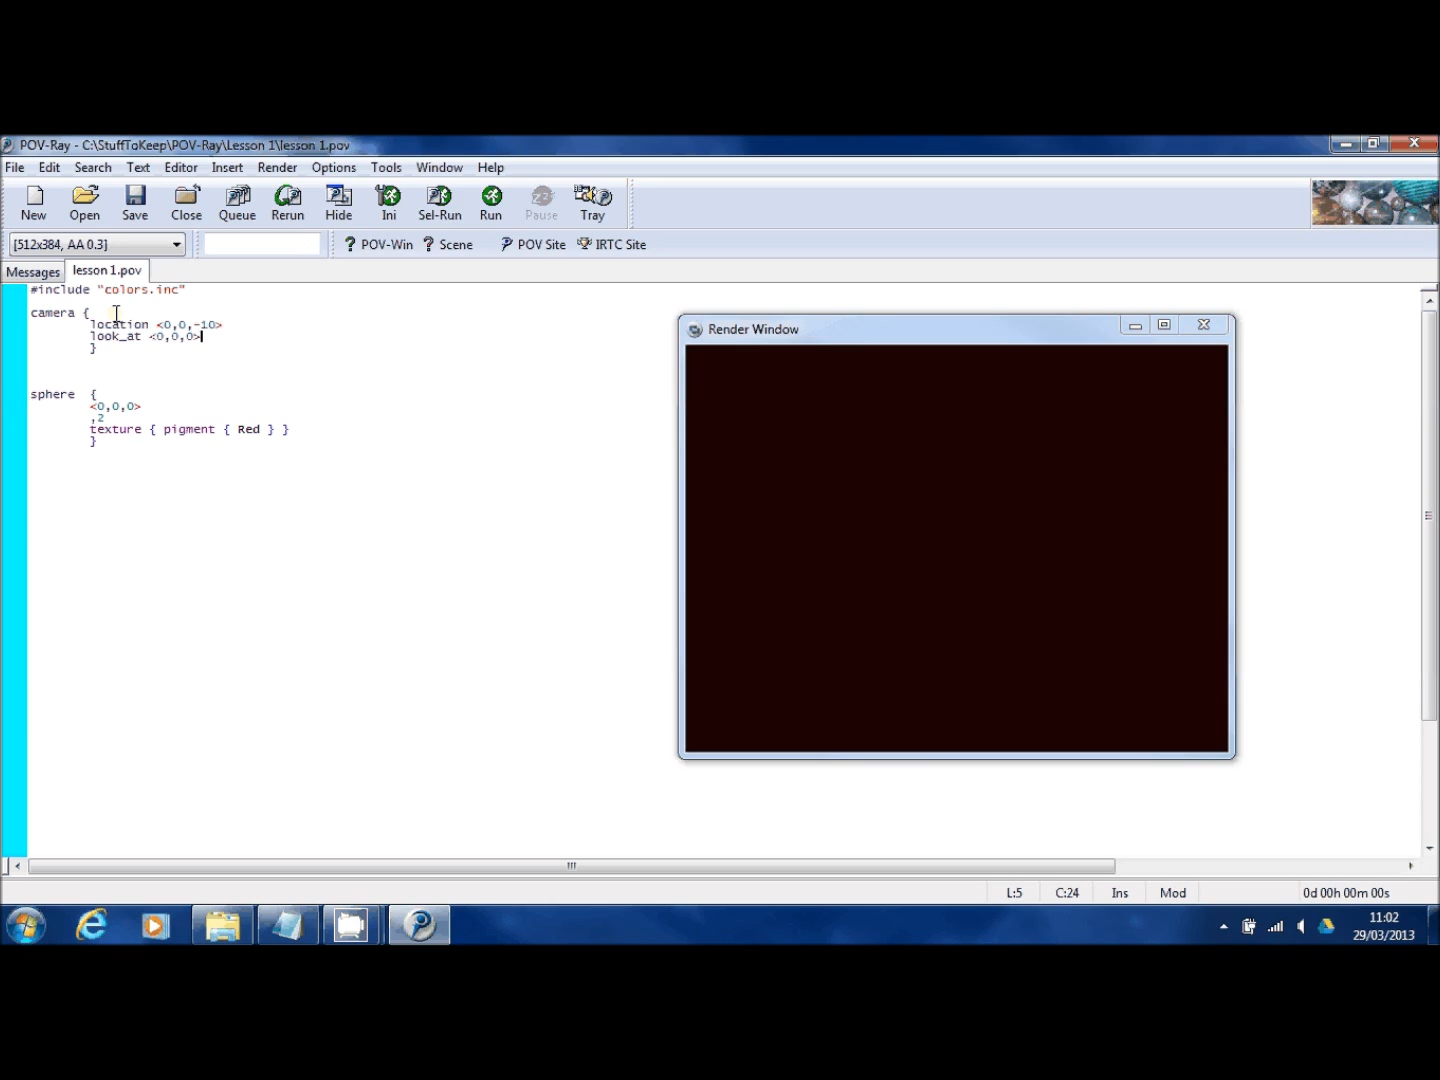 POV-Ray - C:\StuffToKeep\POV-Ray\Lesson 1\lesson 1.pov
File Edit Search Text Editor Insert Render Options Tools Window Help
New Open Save Close Queue Rerun Hide Ini Sel-Run Run Pause Tray
[512x384, AA 0.3] ? POV-Win ? Scene POV Site IRTC Site
Messages lesson 1.pov
#include "colors.inc"
camera {
location <0,0,-10>
look_at <0,0,0>
}
sphere {
<0,0,0>
,2
texture { pigment { Red } }
}
Render Window
L:5 C:24 Ins Mod 0d 00h 00m 00s
11:02
29/03/2013